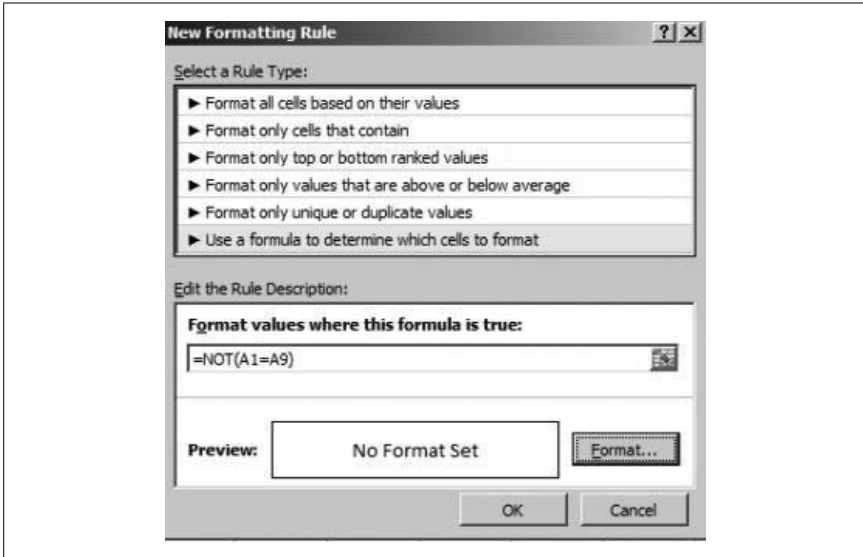 New Formatting Rule ? X
Select a Rule Type:
► Format all cells based on their values
► Format only cells that contain
► Format only top or bottom ranked values
► Format only values that are above or below average
► Format only unique or duplicate values
► Use a formula to determine which cells to format
Edit the Rule Description:
Format values where this formula is true:
=NOT(A1=A9)
Preview: No Format Set Format...
OK Cancel